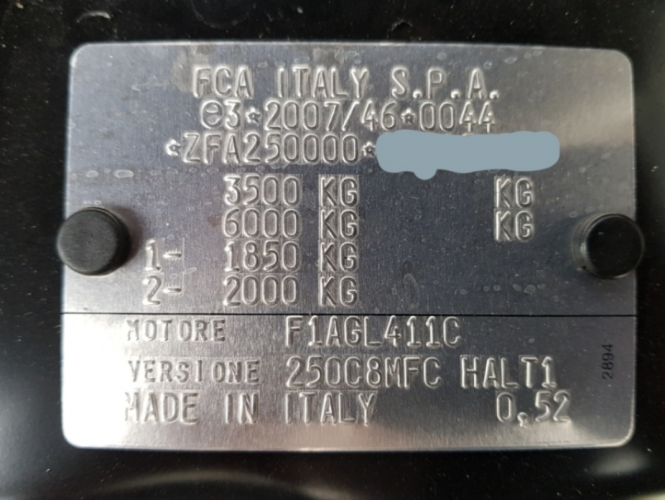 FCA ITALY S.P.A.
e3*2007/46*0044
*ZFA250000*
3500 KG KG
6000 KG KG
1- 1850 KG
2- 2000 KG
MOTORE F1AGL411C
VERSIONE 250C8MFC HALT1
MADE IN ITALY 0,52
2894